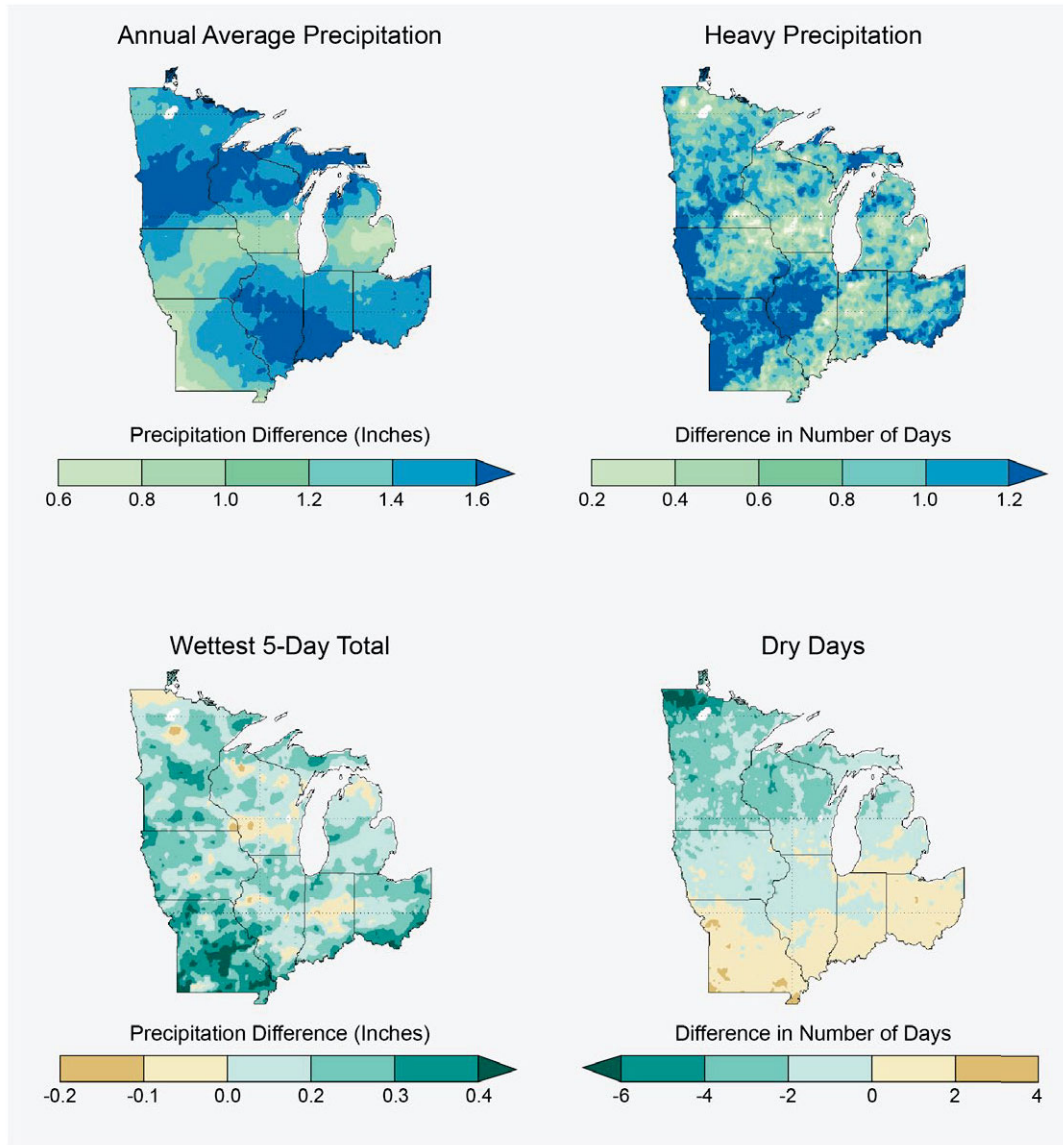 Annual Average Precipitation
Heavy Precipitation
Precipitation Difference (Inches)
0.6 0.8 1.0 1.2 1.4 1.6
Difference in Number of Days
0.2 0.4 0.6 0.8 1.0 1.2
Wettest 5-Day Total
Dry Days
Precipitation Difference (Inches)
-0.2 -0.1 0.0 0.2 0.3 0.4
Difference in Number of Days
-6 -4 -2 0 2 4